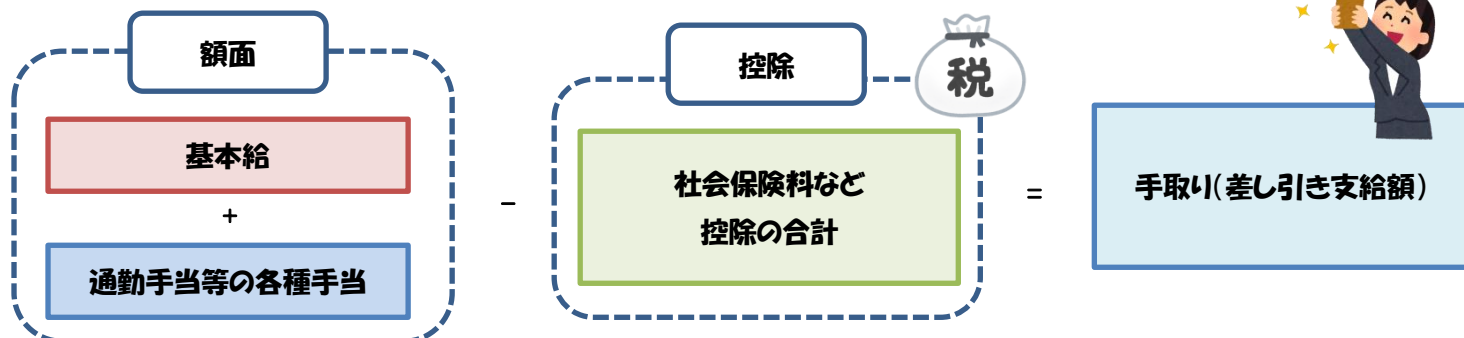 額面
基本給
+
通勤手当等の各種手当
-
控除
税
社会保険料など
控除の合計
=
手取り(差し引き支給額)